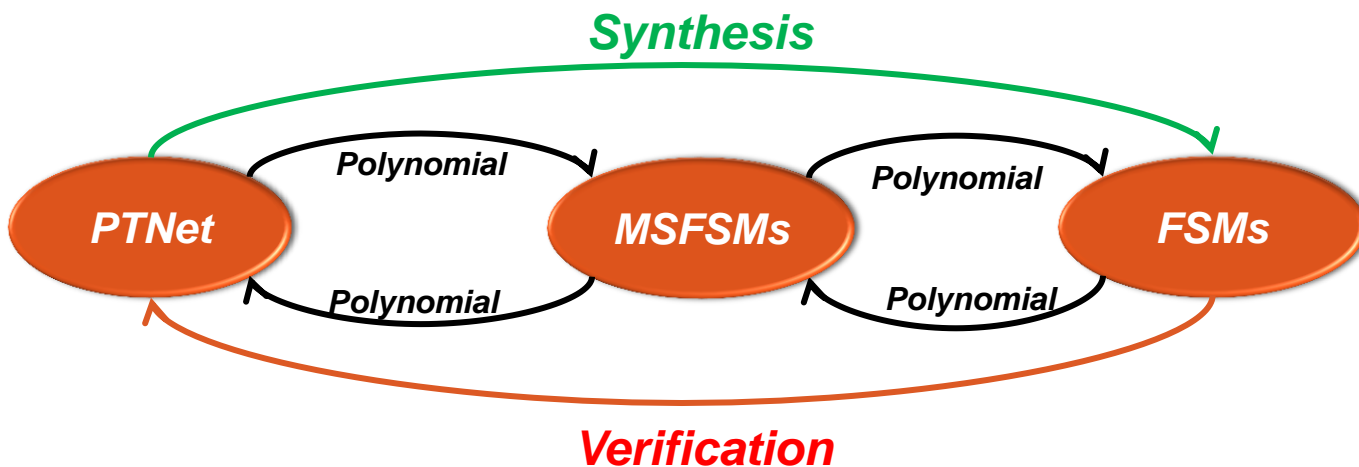 Synthesis
Polynomial
Polynomial
PTNet
MSFSMs
FSMs
Polynomial
Polynomial
Verification